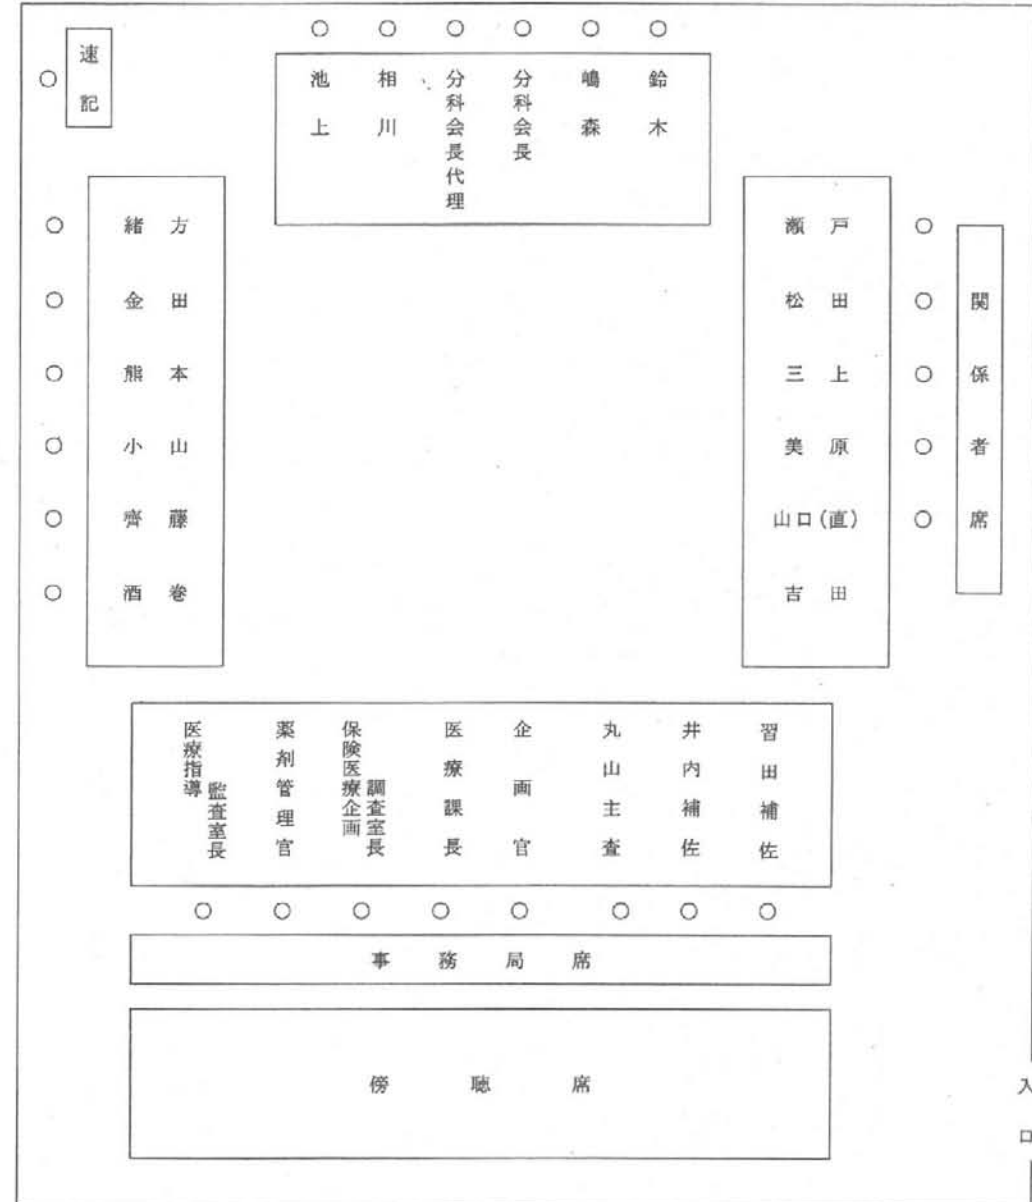 速記
池上
相川
分科会長代理
分科会長
嶋森
鈴木
緒方
金田
熊本
小山
齊藤
酒巻
瀬戸
松田
三上
美原
山口(直)
吉田
関係者席
医療指導監査室長
薬剤管理官
保険医療企画調査室長
医療課長
企画官
丸山主査
井内補佐
習田補佐
事務局席
傍聴席
入口